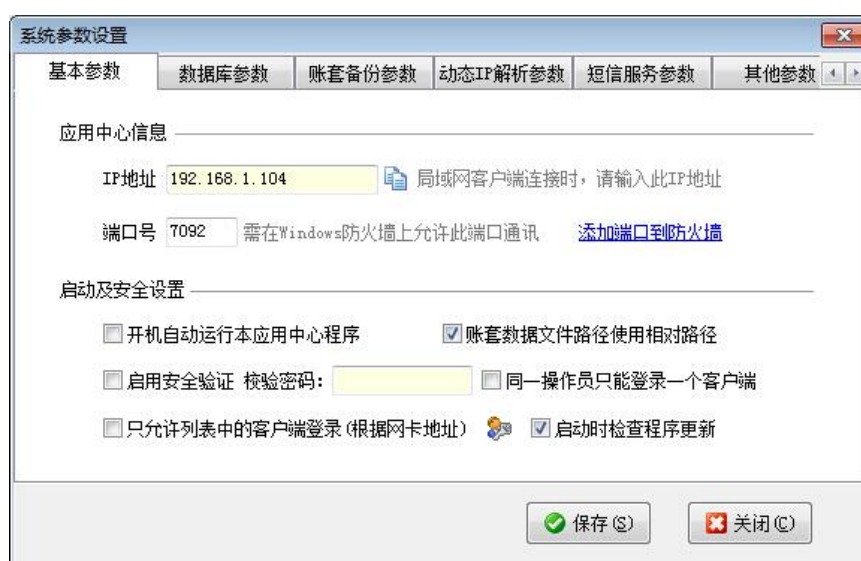 系统参数设置
基本参数 数据库参数 账套备份参数 动态IP解析参数 短信服务参数 其他参数
应用中心信息
IP地址 192.168.1.104 局域网客户端连接时，请输入此IP地址
端口号 7092 需在Windows防火墙上允许此端口通讯 添加端口到防火墙
启动及安全设置
开机自动运行本应用中心程序 账套数据文件路径使用相对路径
启用安全验证 校验密码： 同一操作员只能登录一个客户端
只允许列表中的客户端登录(根据网卡地址) 启动时检查程序更新
保存(S) 关闭(C)